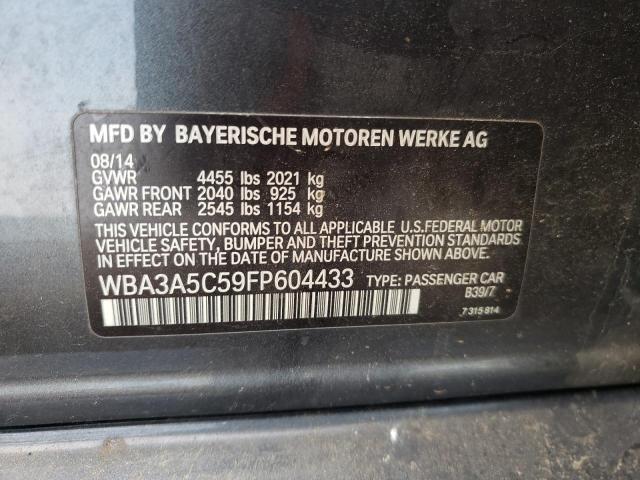 MFD BY BAYERISCHE MOTOREN WERKE AG
08/14
GVWR 4455 lbs 2021 kg
GAWR FRONT 2040 lbs 925 kg
GAWR REAR 2545 lbs 1154 kg
THIS VEHICLE CONFORMS TO ALL APPLICABLE U.S.FEDERAL MOTOR
VEHICLE SAFETY, BUMPER AND THEFT PREVENTION STANDARDS
IN EFFECT ON THE DATE OF MANUFACTURE SHOWN ABOVE.
WBA3A5C59FP604433 TYPE: PASSENGER CAR
B39/7
7 315 814